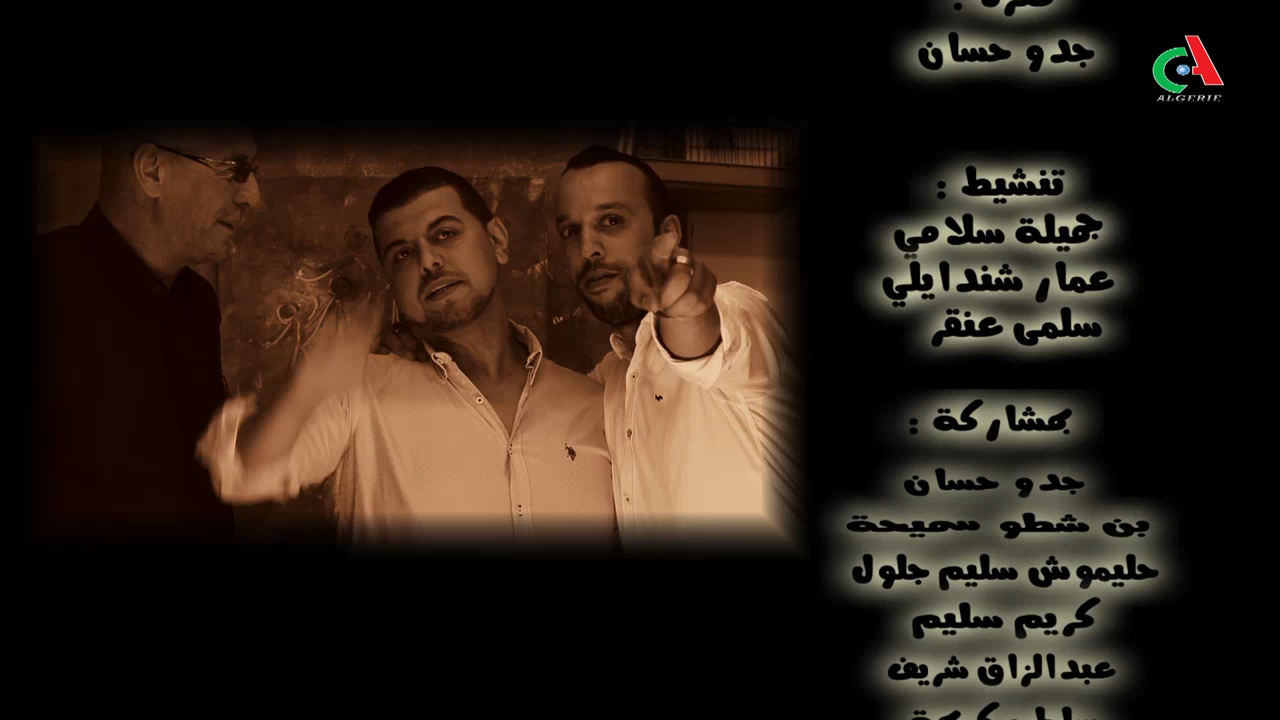 جدو حسان
ALGERIE
تنشيط :
جميلة سلامي
عمار شندايلي
سلمى عنقر
بمشاركة :
جدو حسان
بن شطو سميحة
حليموش سليم جلول
كريم سليم
عبدالزاق شريف